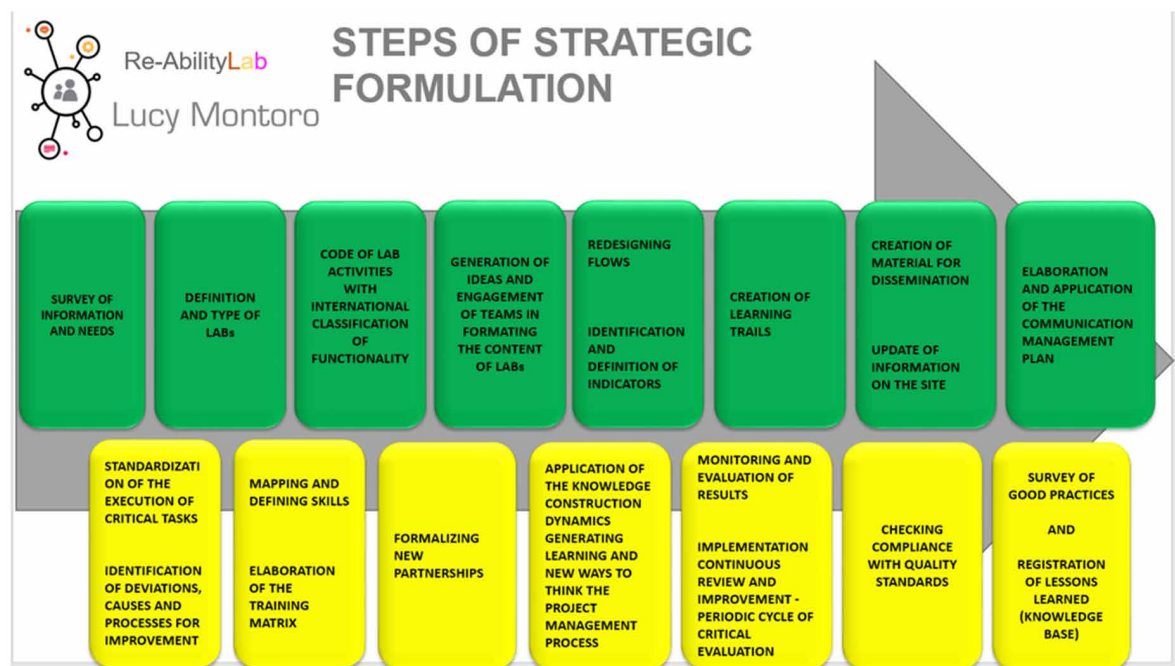 Re-AbilityLab
Lucy Montoro
STEPS OF STRATEGIC
FORMULATION
SURVEY OF
INFORMATION
AND NEEDS
DEFINITION
AND TYPE OF
LABs
CODE OF LAB
ACTIVITIES
WITH
INTERNATIONAL
CLASSIFICATION
OF
FUNCTIONALITY
GENERATION OF
IDEAS AND
ENGAGEMENT
OF TEAMS IN
FORMATING
THE CONTENT
OF LABs
REDESIGNING
FLOWS
IDENTIFICATION
AND
DEFINITION OF
INDICATORS
CREATION OF
LEARNING
TRAILS
CREATION OF
MATERIAL FOR
DISSEMINATION
UPDATE OF
INFORMATION
ON THE SITE
ELABORATION
AND APPLICATION
OF THE
COMMUNICATION
MANAGEMENT
PLAN
STANDARDIZATI
ON OF THE
EXECUTION OF
CRITICAL TASKS
IDENTIFICATION
OF DEVIATIONS,
CAUSES AND
PROCESSES FOR
IMPROVEMENT
MAPPING AND
DEFINING SKILLS
ELABORATION
OF THE
TRAINING
MATRIX
FORMALIZING
NEW
PARTNERSHIPS
APPLICATION OF
THE KNOWLEDGE
CONSTRUCTION
DYNAMICS
GENERATING
LEARNING AND
NEW WAYS TO
THINK THE
PROJECT
MANAGEMENT
PROCESS
MONITORING AND
EVALUATION OF
RESULTS
IMPLEMENTATION
CONTINUOUS
REVIEW AND
IMPROVEMENT -
PERIODIC CYCLE OF
CRITICAL
EVALUATION
CHECKING
COMPLIANCE
WITH QUALITY
STANDARDS
SURVEY OF
GOOD PRACTICES
AND
REGISTRATION
OF LESSONS
LEARNED
(KNOWLEDGE
BASE)